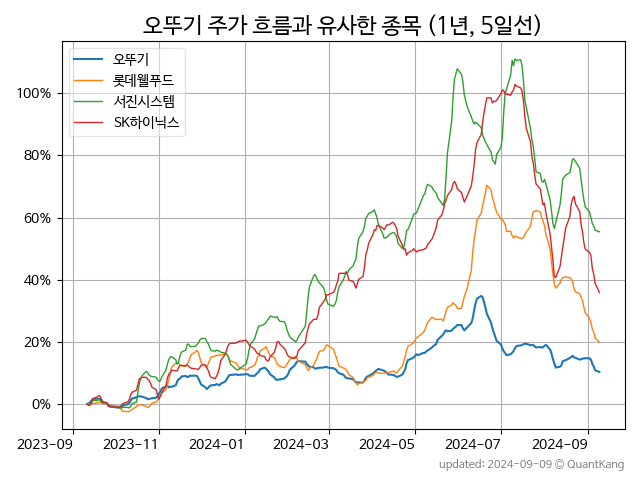 오뚜기 주가 흐름과 유사한 종목 (1년, 5일선)
오뚜기
롯데웰푸드
서진시스템
SK하이닉스
100%
80%
60%
40%
20%
0%
2023-09 2023-11 2024-01 2024-03 2024-05 2024-07 2024-09
updated: 2024-09-09 © QuantKang